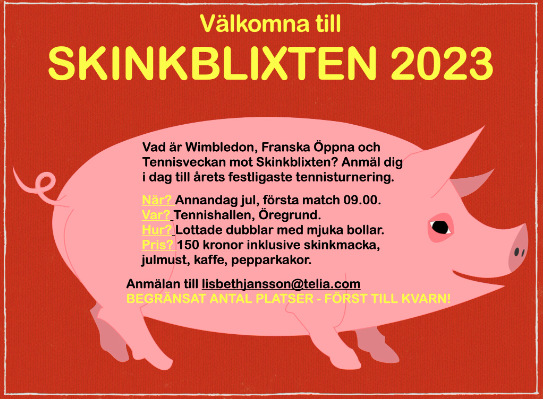 Välkomna till
SKINKBLIXTEN 2023
Vad är Wimbledon, Franska Öppna och
Tennisveckan mot Skinkblixten? Anmäl dig
i dag till årets festligaste tennisturnering.
När? Annandag jul, första match 09.00.
Var? Tennishallen, Öregrund.
Hur? Lottade dubblar med mjuka bollar.
Pris? 150 kronor inklusive skinkmacka,
julmust, kaffe, pepparkakor.
Anmälan till lisbethjansson@telia.com
BEGRÄNSAT ANTAL PLATSER - FÖRST TILL KVARN!